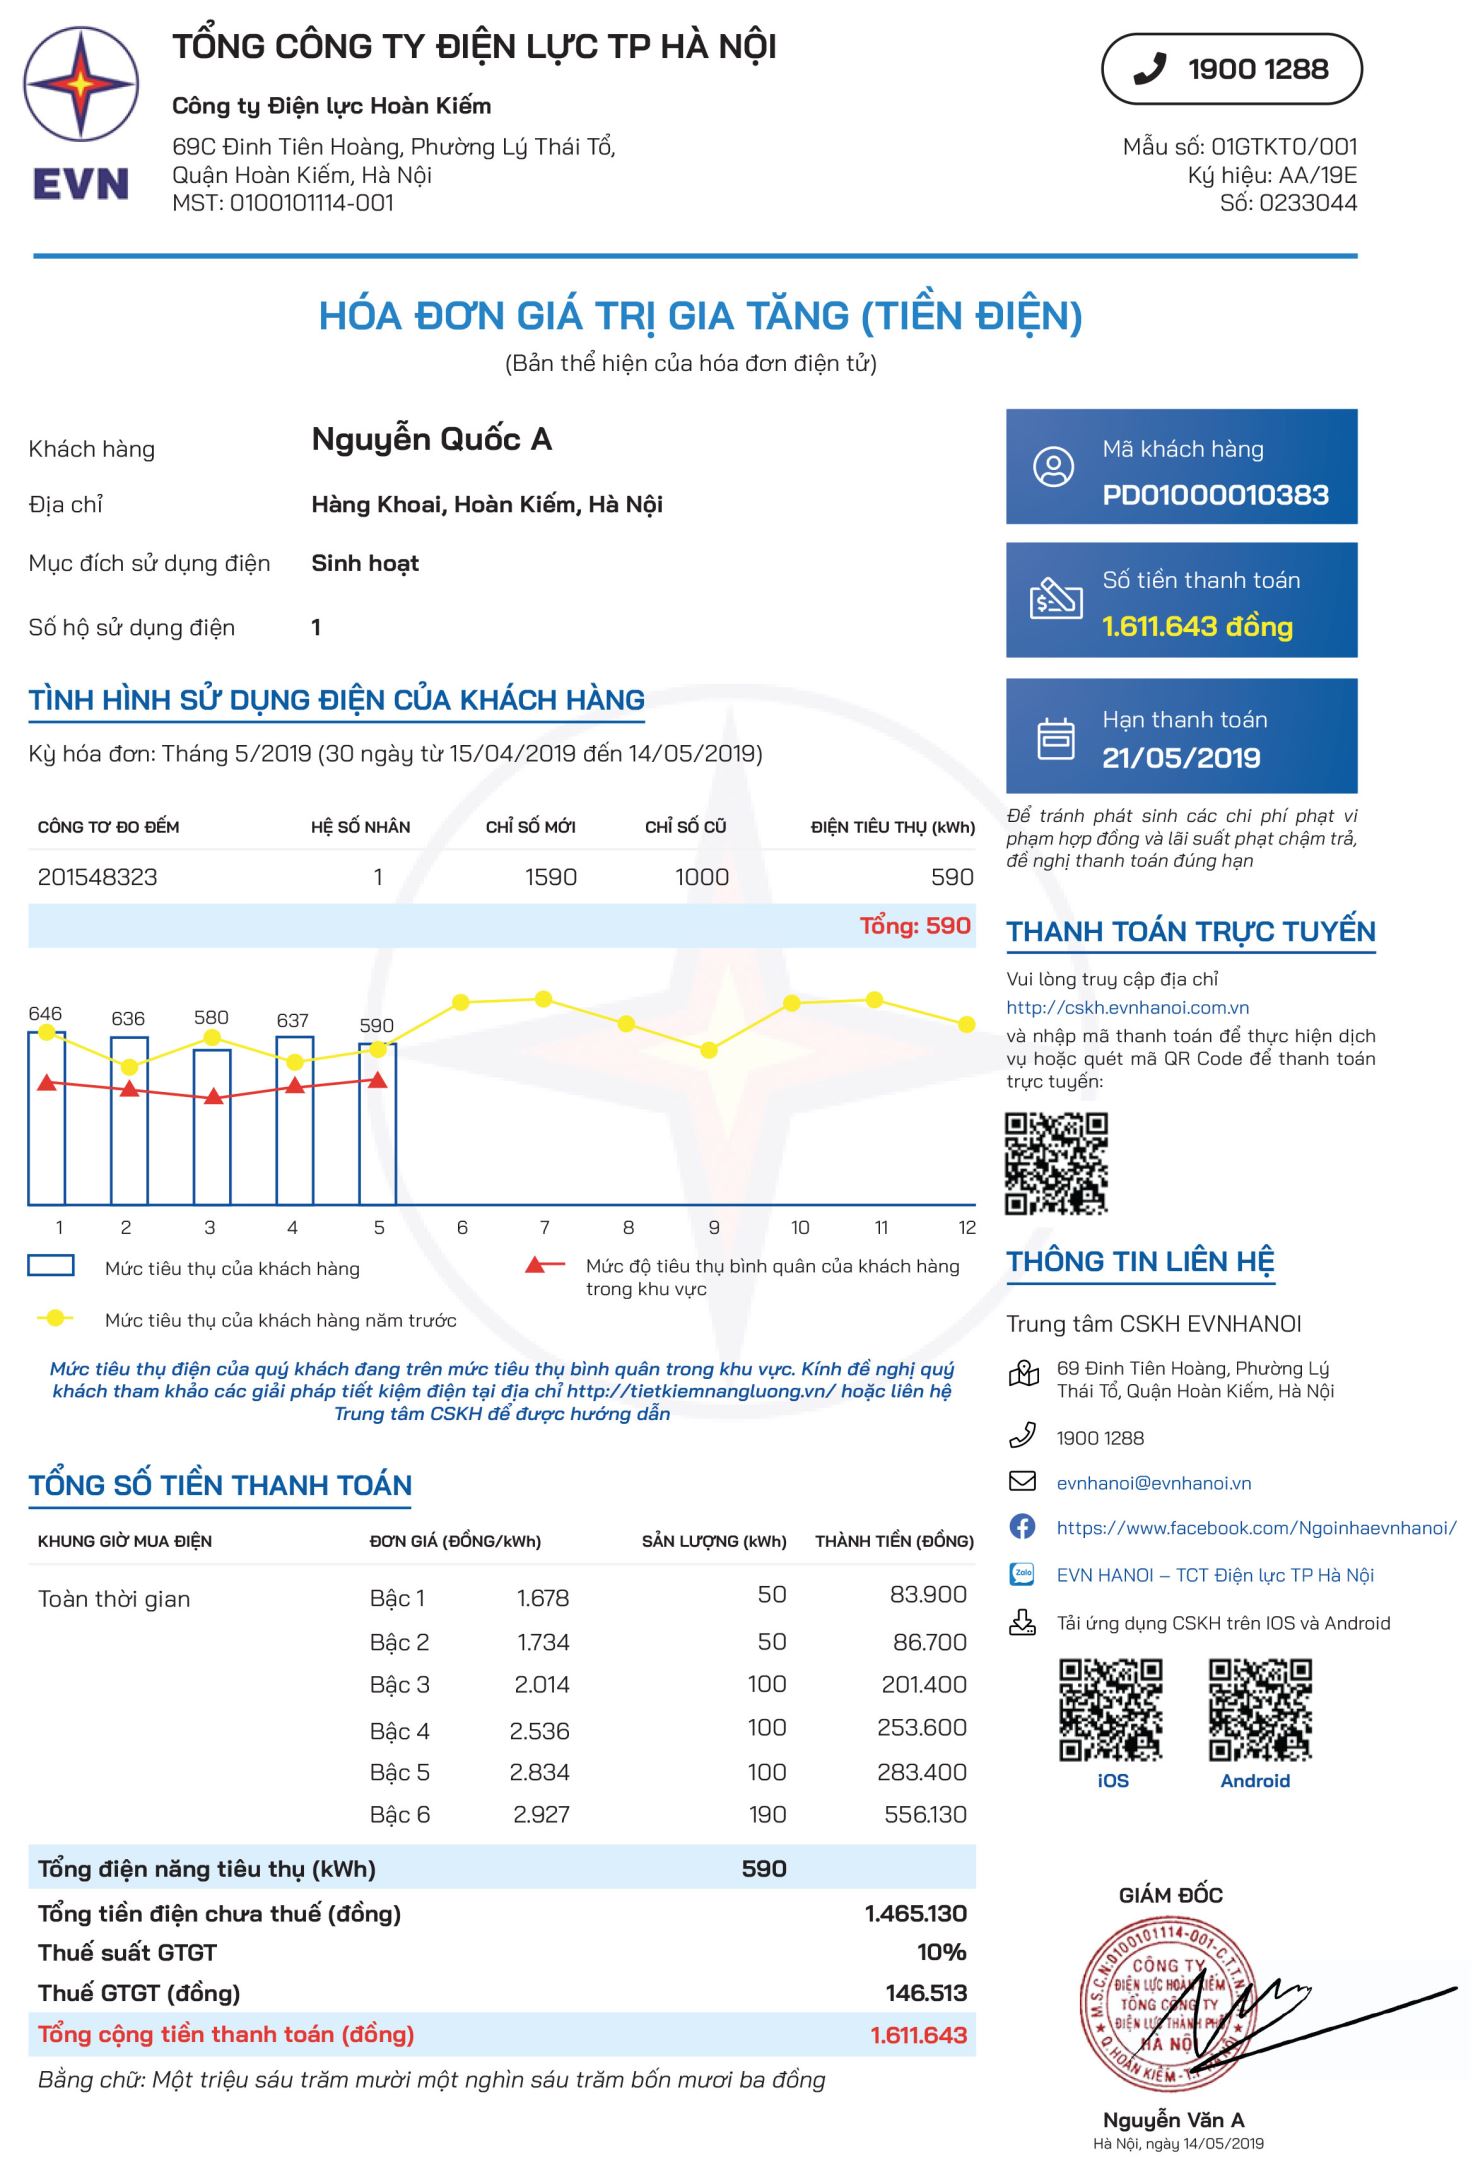 TỔNG CÔNG TY ĐIỆN LỰC TP HÀ NỘI
Công ty Điện lực Hoàn Kiếm
69C Đinh Tiên Hoàng, Phường Lý Thái Tổ,
Quận Hoàn Kiếm, Hà Nội
MST: 0100101114-001
EVN
1900 1288
Mẫu số: 01GTKT0/001
Ký hiệu: AA/19E
Số: 0233044
HÓA ĐƠN GIÁ TRỊ GIA TĂNG (TIỀN ĐIỆN)
(Bản thể hiện của hóa đơn điện tử)
Khách hàng Nguyễn Quốc A
Địa chỉ Hàng Khoai, Hoàn Kiếm, Hà Nội
Mục đích sử dụng điện Sinh hoạt
Số hộ sử dụng điện 1
Mã khách hàng
PD01000010383
Số tiền thanh toán
1.611.643 đồng
Hạn thanh toán
21/05/2019
Để tránh phát sinh các chi phí phạt vi
phạm hợp đồng và lãi suất phạt chậm trả,
đề nghị thanh toán đúng hạn
TÌNH HÌNH SỬ DỤNG ĐIỆN CỦA KHÁCH HÀNG
Kỳ hóa đơn: Tháng 5/2019 (30 ngày từ 15/04/2019 đến 14/05/2019)
CÔNG TƠ ĐO ĐẾM HỆ SỐ NHÂN CHỈ SỐ MỚI CHỈ SỐ CŨ ĐIỆN TIÊU THỤ (kWh)
201548323 1 1590 1000 590
Tổng: 590
646 636 580 637 590
1 2 3 4 5 6 7 8 9 10 11 12
Mức tiêu thụ của khách hàng
Mức độ tiêu thụ bình quân của khách hàng
trong khu vực
Mức tiêu thụ của khách hàng năm trước
Mức tiêu thụ điện của quý khách đang trên mức tiêu thụ bình quân trong khu vực. Kính đề nghị quý
khách tham khảo các giải pháp tiết kiệm điện tại địa chỉ http://tietkiemnangluong.vn/ hoặc liên hệ
Trung tâm CSKH để được hướng dẫn
THANH TOÁN TRỰC TUYẾN
Vui lòng truy cập địa chỉ
http://cskh.evnhanoi.com.vn
và nhập mã thanh toán để thực hiện dịch
vụ hoặc quét mã QR Code để thanh toán
trực tuyến:
THÔNG TIN LIÊN HỆ
Trung tâm CSKH EVNHANOI
69 Đinh Tiên Hoàng, Phường Lý
Thái Tổ, Quận Hoàn Kiếm, Hà Nội
1900 1288
evnhanoi@evnhanoi.vn
https://www.facebook.com/Ngoinhaevnhanoi/
Zalo
EVN HANOI – TCT Điện lực TP Hà Nội
Tải ứng dụng CSKH trên IOS và Android
iOS Android
TỔNG SỐ TIỀN THANH TOÁN
KHUNG GIỜ MUA ĐIỆN ĐƠN GIÁ (ĐỒNG/kWh) SẢN LƯỢNG (kWh) THÀNH TIỀN (ĐỒNG)
Toàn thời gian Bậc 1 1.678 50 83.900
Bậc 2 1.734 50 86.700
Bậc 3 2.014 100 201.400
Bậc 4 2.536 100 253.600
Bậc 5 2.834 100 283.400
Bậc 6 2.927 190 556.130
Tổng điện năng tiêu thụ (kWh) 590
Tổng tiền điện chưa thuế (đồng) 1.465.130
Thuế suất GTGT 10%
Thuế GTGT (đồng) 146.513
Tổng cộng tiền thanh toán (đồng) 1.611.643
Bằng chữ: Một triệu sáu trăm mười một nghìn sáu trăm bốn mươi ba đồng
GIÁM ĐỐC
M.S.C.N:0100101114-001-C.T.T.N
CÔNG TY
ĐIỆN LỰC HOÀN KIẾM
TỔNG CÔNG TY
ĐIỆN LỰC THÀNH PHỐ
HÀ NỘI
Q.HOÀN KIẾM-T.P HÀ NỘI
Nguyễn Văn A
Hà Nội, ngày 14/05/2019